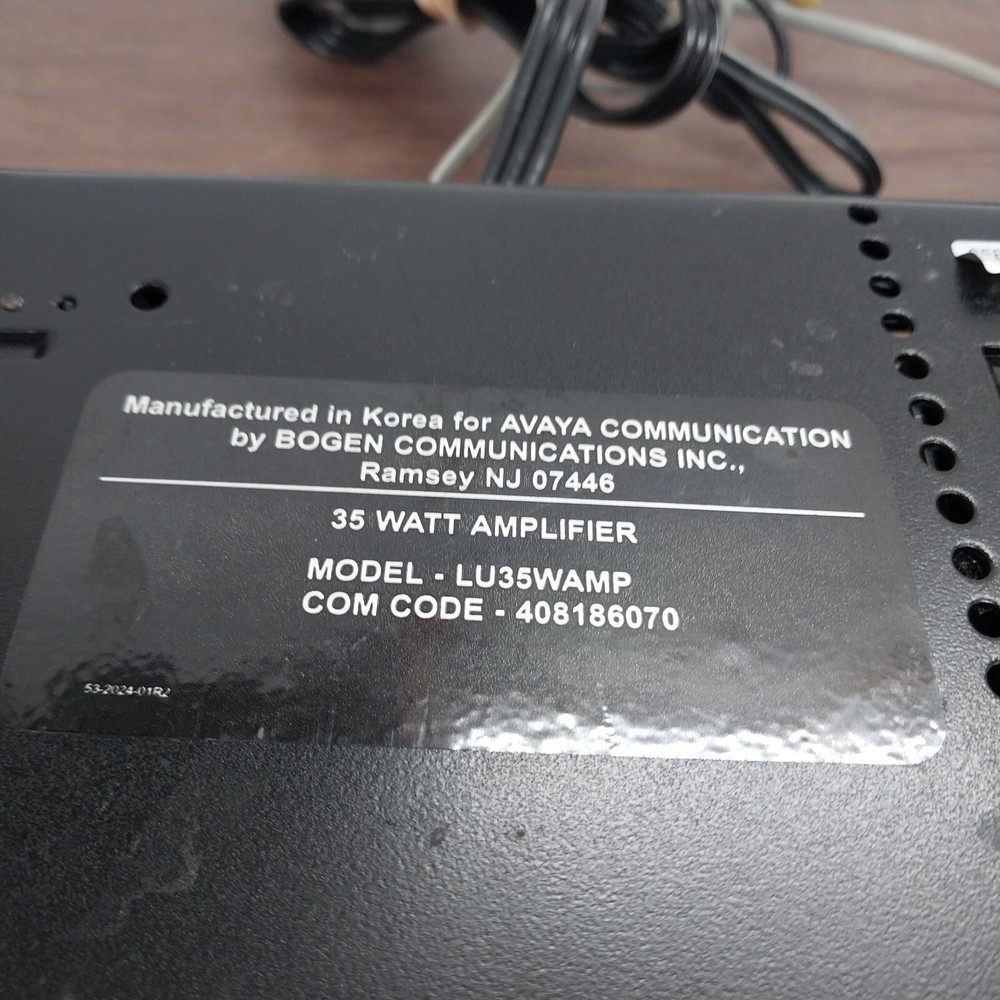 Manufactured in Korea for AVAYA COMMUNICATION
by BOGEN COMMUNICATIONS INC.,
Ramsey NJ 07446
35 WATT AMPLIFIER
MODEL - LU35WAMP
COM CODE - 408186070
53-2024-01R2